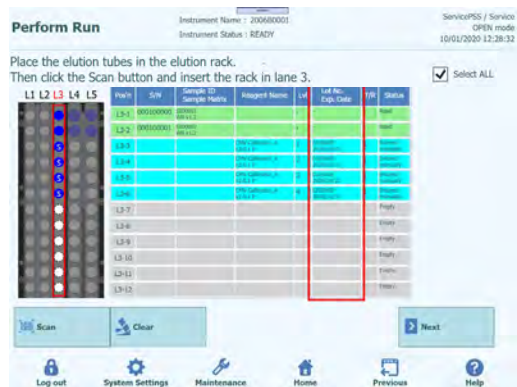 Perform Run
Instrument Name : 2006B0001
Instrument Status : READY
ServicePSS / Service
OPEN mode
10/01/2020 12:28:32
Place the elution tubes in the elution rack.
Then click the Scan button and insert the rack in lane 3.
Select ALL
L1 L2 L3 L4 L5
Pos'n S/N Sample ID Sample Matrix Reagent Name Lvl Lot No. Exp. Date T/R Status
L3-1
L3-2
L3-3
L3-4
L3-5
L3-6
L3-7 Empty
L3-8 Empty
L3-9 Empty
L3-10 Empty
L3-11 Empty
L3-12 Empty
Scan
Clear
Next
Log out
System Settings
Maintenance
Home
Previous
Help